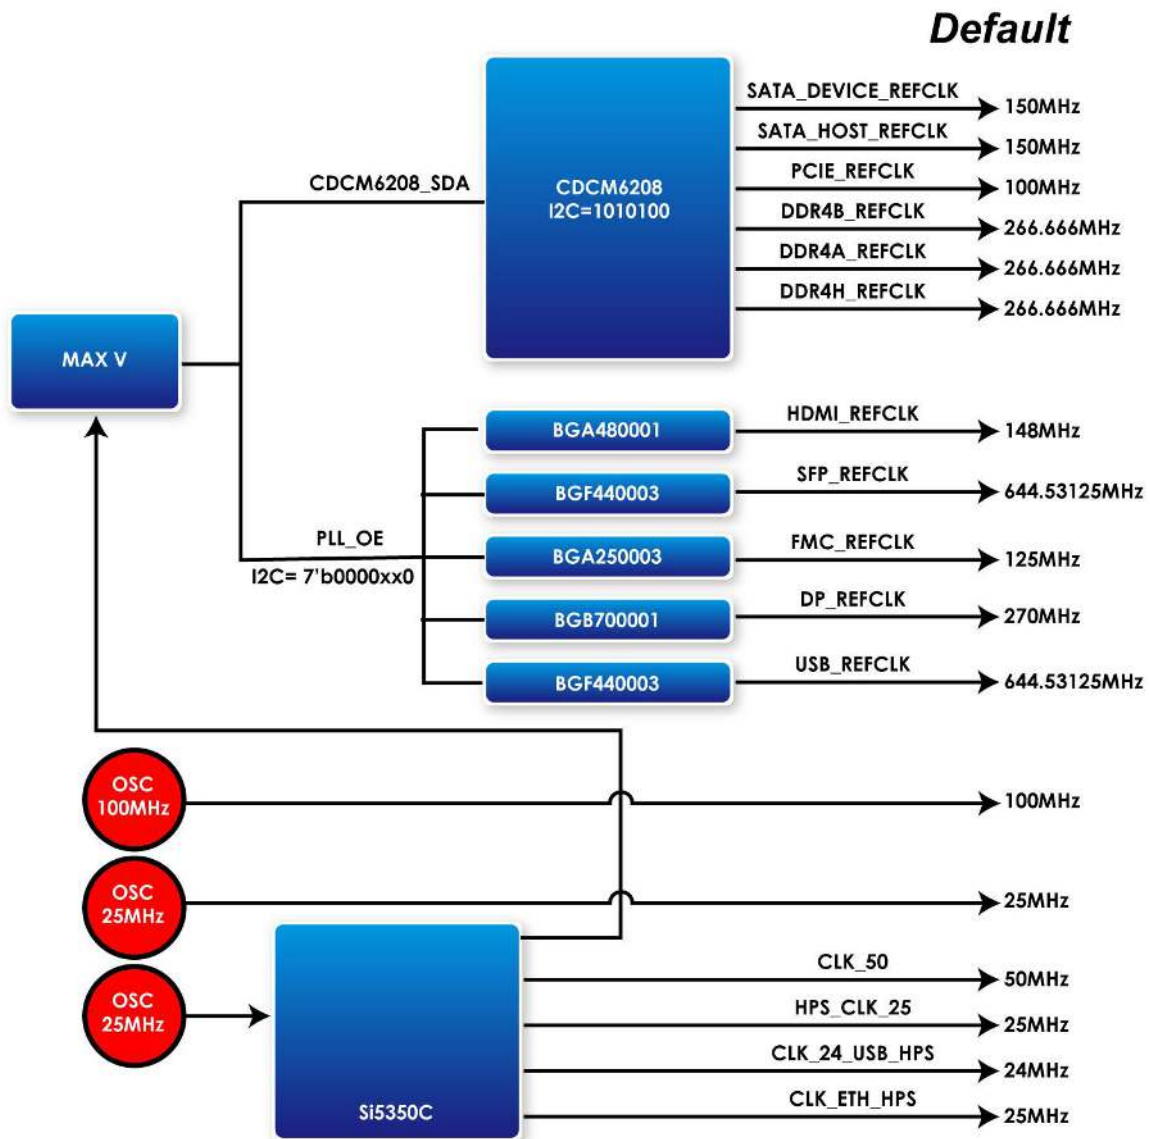 Default
SATA_DEVICE_REFCLK
150MHz
SATA_HOST_REFCLK
150MHz
PCIE_REFCLK
100MHz
DDR4B_REFCLK
266.666MHz
DDR4A_REFCLK
266.666MHz
DDR4H_REFCLK
266.666MHz
CDCM6208_SDA
CDCM6208
I2C=1010100
MAX V
BGA480001
HDMI_REFCLK
148MHz
BGF440003
SFP_REFCLK
644.53125MHz
PLL_OE
I2C= 7'b0000xx0
BGA250003
FMC_REFCLK
125MHz
BGB700001
DP_REFCLK
270MHz
BGF440003
USB_REFCLK
644.53125MHz
OSC
100MHz
100MHz
OSC
25MHz
25MHz
OSC
25MHz
CLK_50
50MHz
HPS_CLK_25
25MHz
CLK_24_USB_HPS
24MHz
CLK_ETH_HPS
25MHz
Si5350C